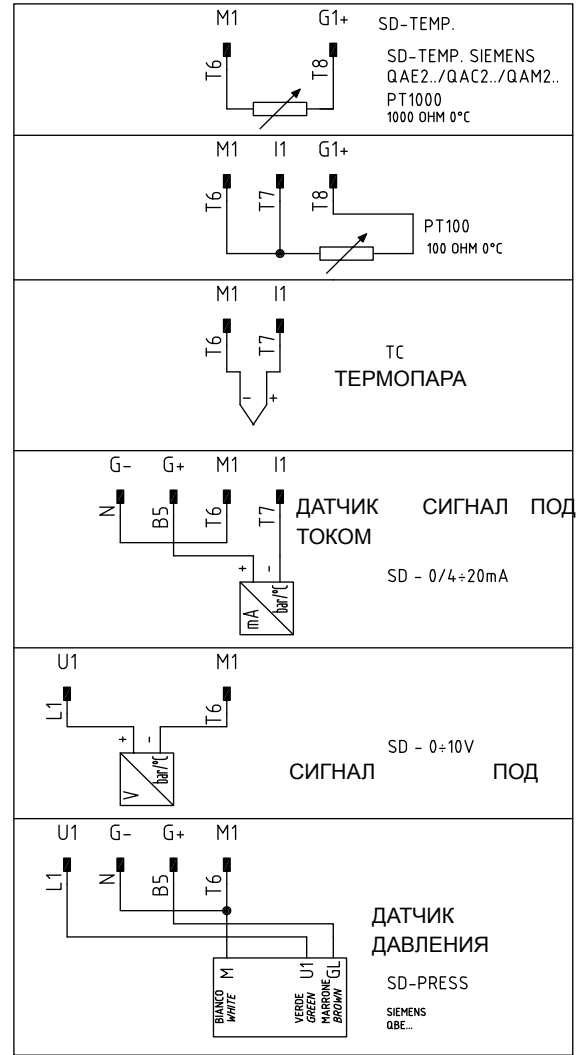 M1 G1+ SD-TEMP.
T6 T8
SD-TEMP. SIEMENS
QAE2../QAC2../QAM2..
PT1000
1000 OHM 0°C
M1 I1 G1+
T6 T7 T8
PT100
100 OHM 0°C
M1 I1
T6 T7
- +
TC
ТЕРМОПАРА
G- G+ M1 I1
N B5 T6 T7
ДАТЧИК СИГНАЛ ПОД
ТОКОМ
+ -
mA bar/°C
SD - 0/4÷20mA
U1 M1
L1 T6
+ -
V bar/°C
SD - 0÷10V
СИГНАЛ ПОД
U1 G- G+ M1
L1 N B5 T6
ДАТЧИК
ДАВЛЕНИЯ
M U1 GL
BIANCO
WHITE
VERDE
GREEN
MARRONE
BROWN
SD-PRESS
SIEMENS
QBE...